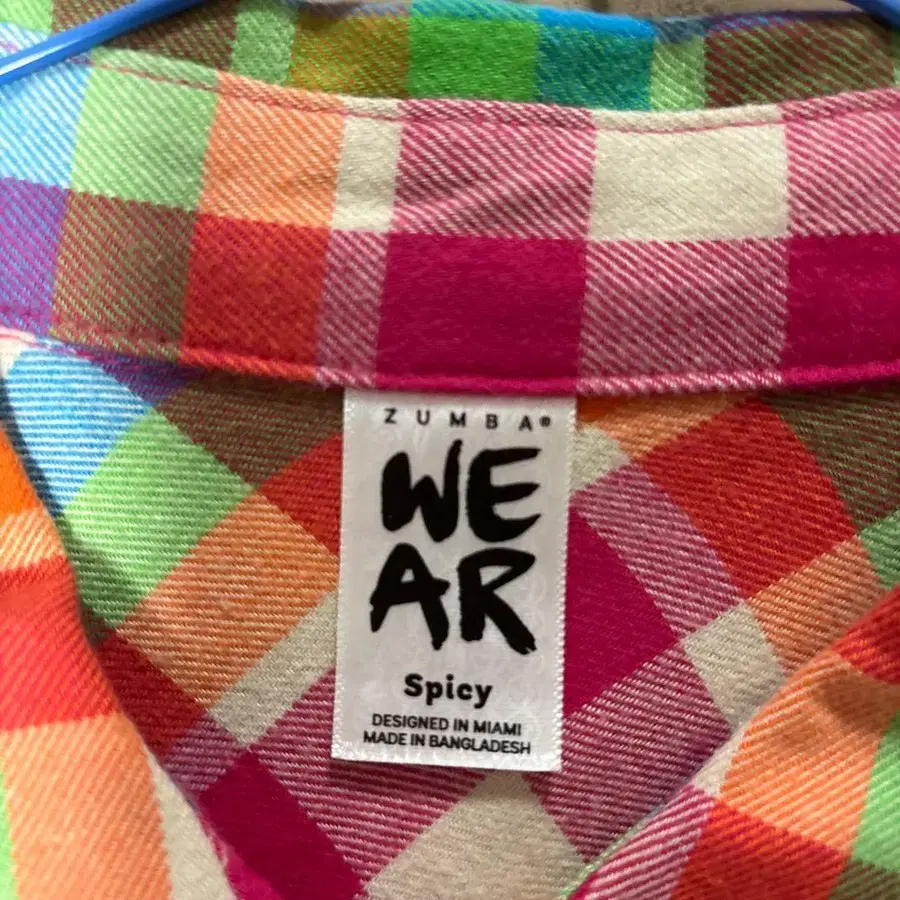 ZUMBA®
WE
AR
Spicy
DESIGNED IN MIAMI
MADE IN BANGLADESH